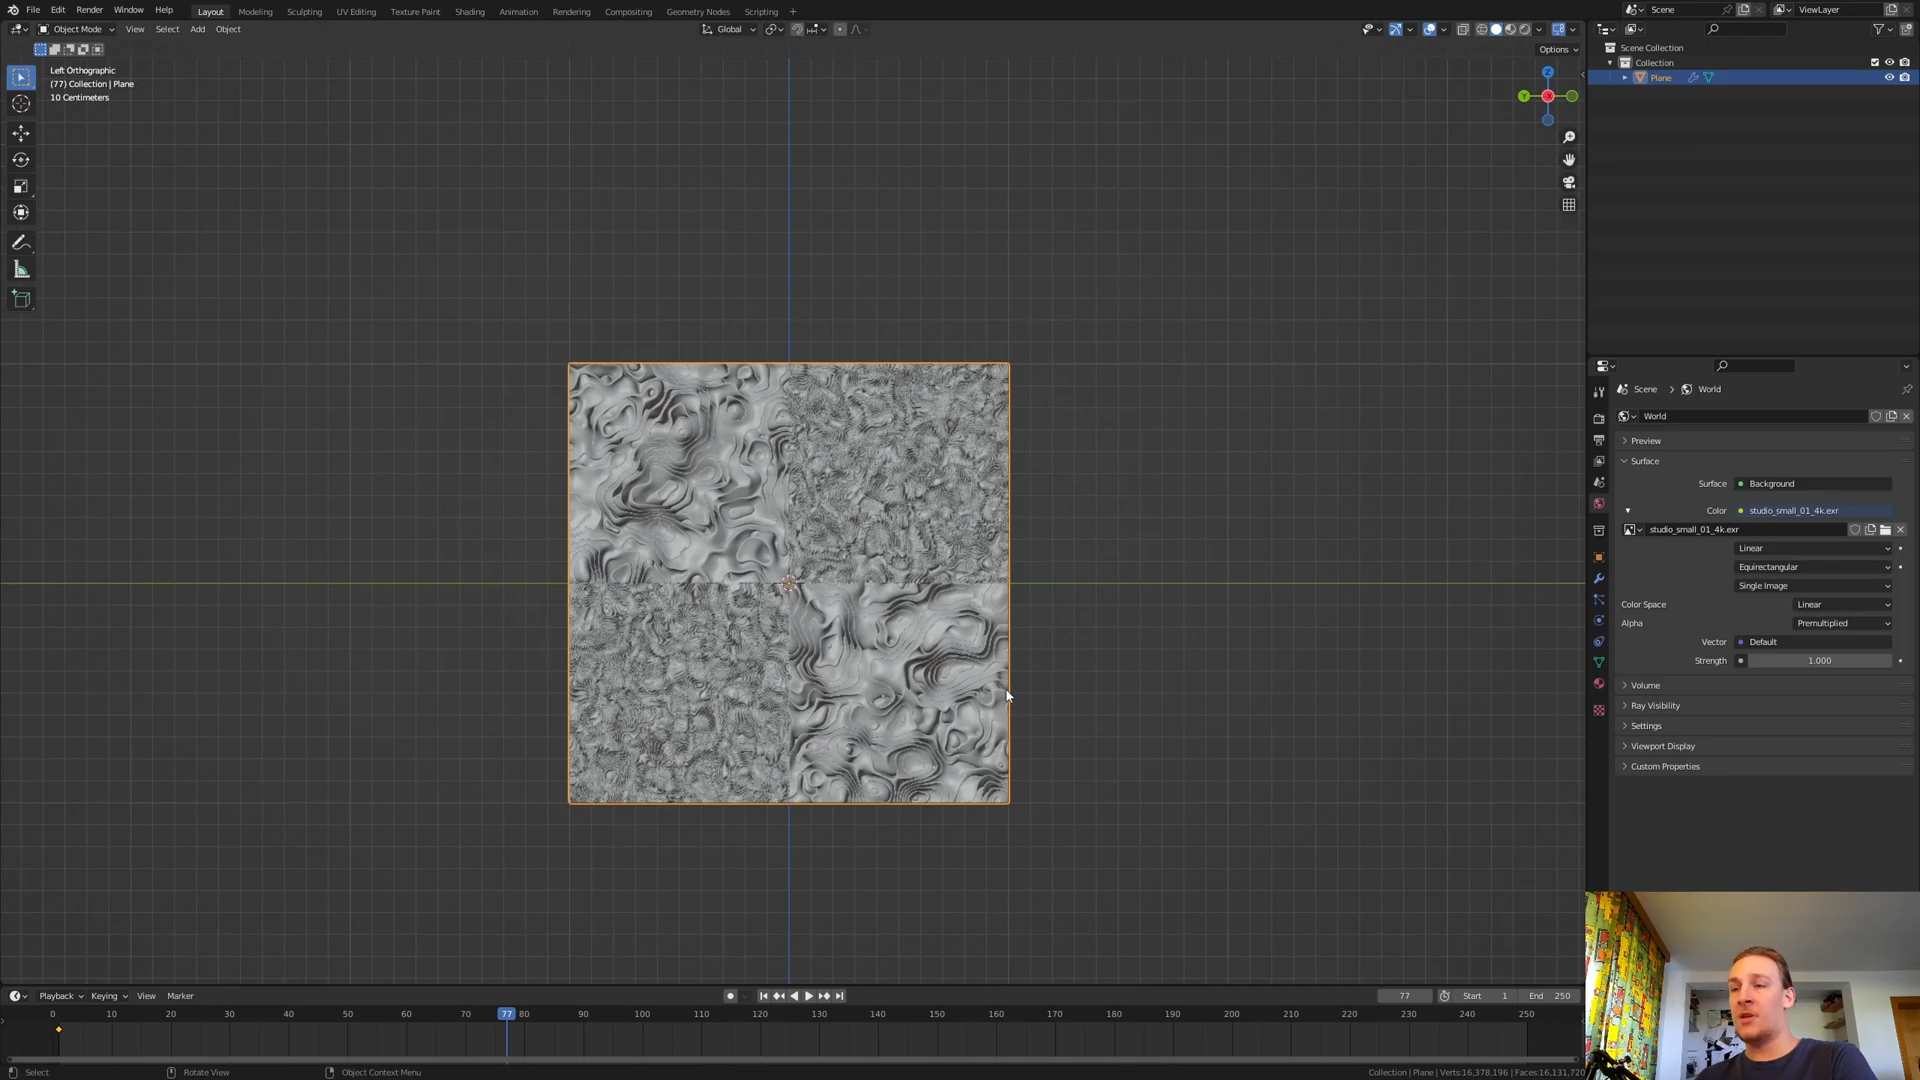 File Edit Render Window Help Layout Modeling Sculpting UV Editing Texture Paint Shading Animation Rendering Compositing Geometry Nodes Scripting + Scene ViewLayer
Object Mode View Select Add Object Global
Options
Left Orthographic
(77) Collection | Plane
10 Centimeters
Z
Y
X
Scene Collection
Collection
Plane
Scene > World
World
Preview
Surface
Surface Background
Color studio_small_01_4k.exr
studio_small_01_4k.exr
Linear
Equirectangular
Single Image
Color Space Linear
Alpha Premultiplied
Vector Default
Strength 1.000
Volume
Ray Visibility
Settings
Viewport Display
Custom Properties
Playback Keying View Marker 77 Start 1 End 250
0 10 20 30 40 50 60 70 77 80 90 100 110 120 130 140 150 160 170 180 190 200 210 220 230 240 250
Select Rotate View Object Context Menu Collection | Plane | Verts:16,378,196 | Faces:16,131,720